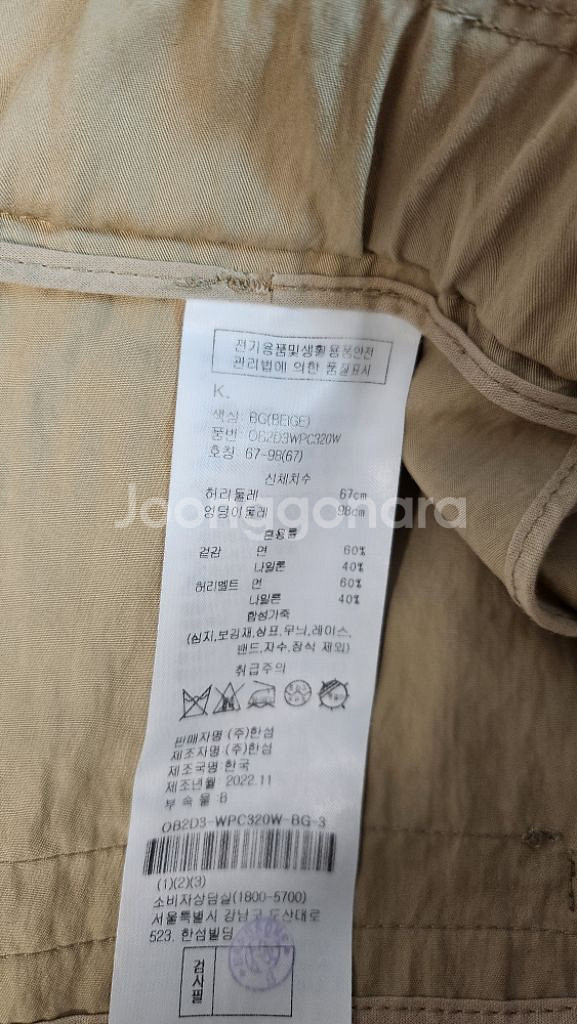 전기용품및생활용품안전
관리법에 의한 품질표시
K.
색상: BG(BEIGE)
품번: OB2D3WPC320W
호칭 67-98(67)
신체치수
허리둘레 67cm
엉덩이둘레 98cm
혼용률
겉감 면 60%
나일론 40%
허리벨트 면 60%
나일론 40%
합성가죽
(심지,보강재,상표,무늬,레이스,
밴드,자수,장식 제외)
취급주의
판매자명:(주)한섬
제조자명:(주)한섬
제조국명:한국
제조년월: 2022.11
부 속 물:B
OB2D3-WPC320W-BG-3
(1)(2)(3)
소비자상담실(1800-5700)
서울특별시 강남구 도산대로
523, 한섬빌딩
검사필
Joonggonara